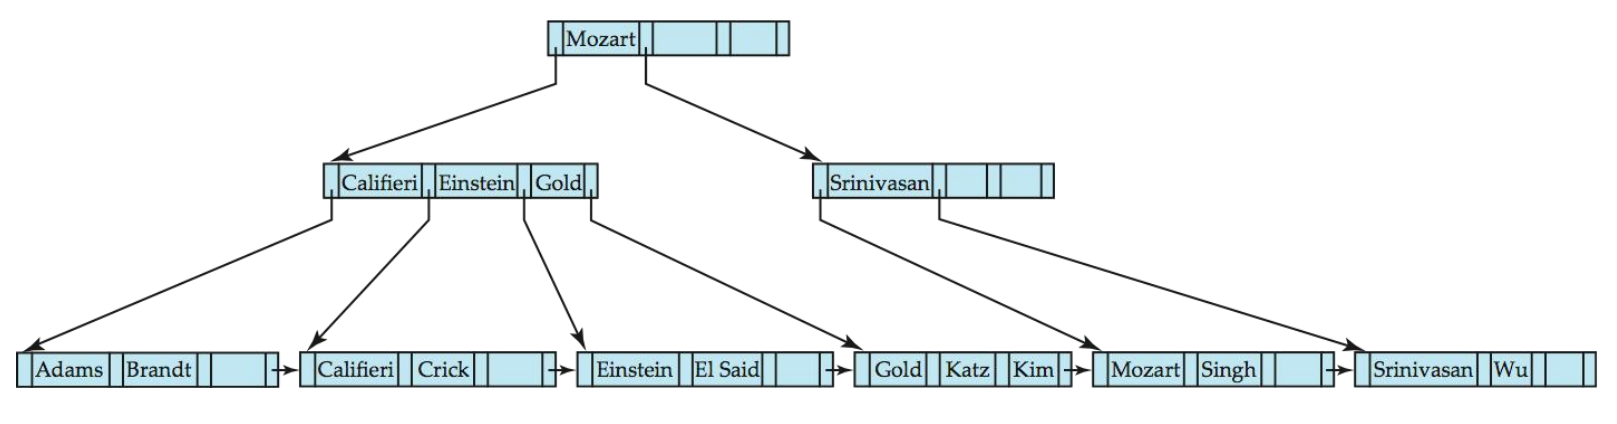 Mozart
Califieri Einstein Gold
Srinivasan
Adams Brandt
Califieri Crick
Einstein El Said
Gold Katz Kim
Mozart Singh
Srinivasan Wu